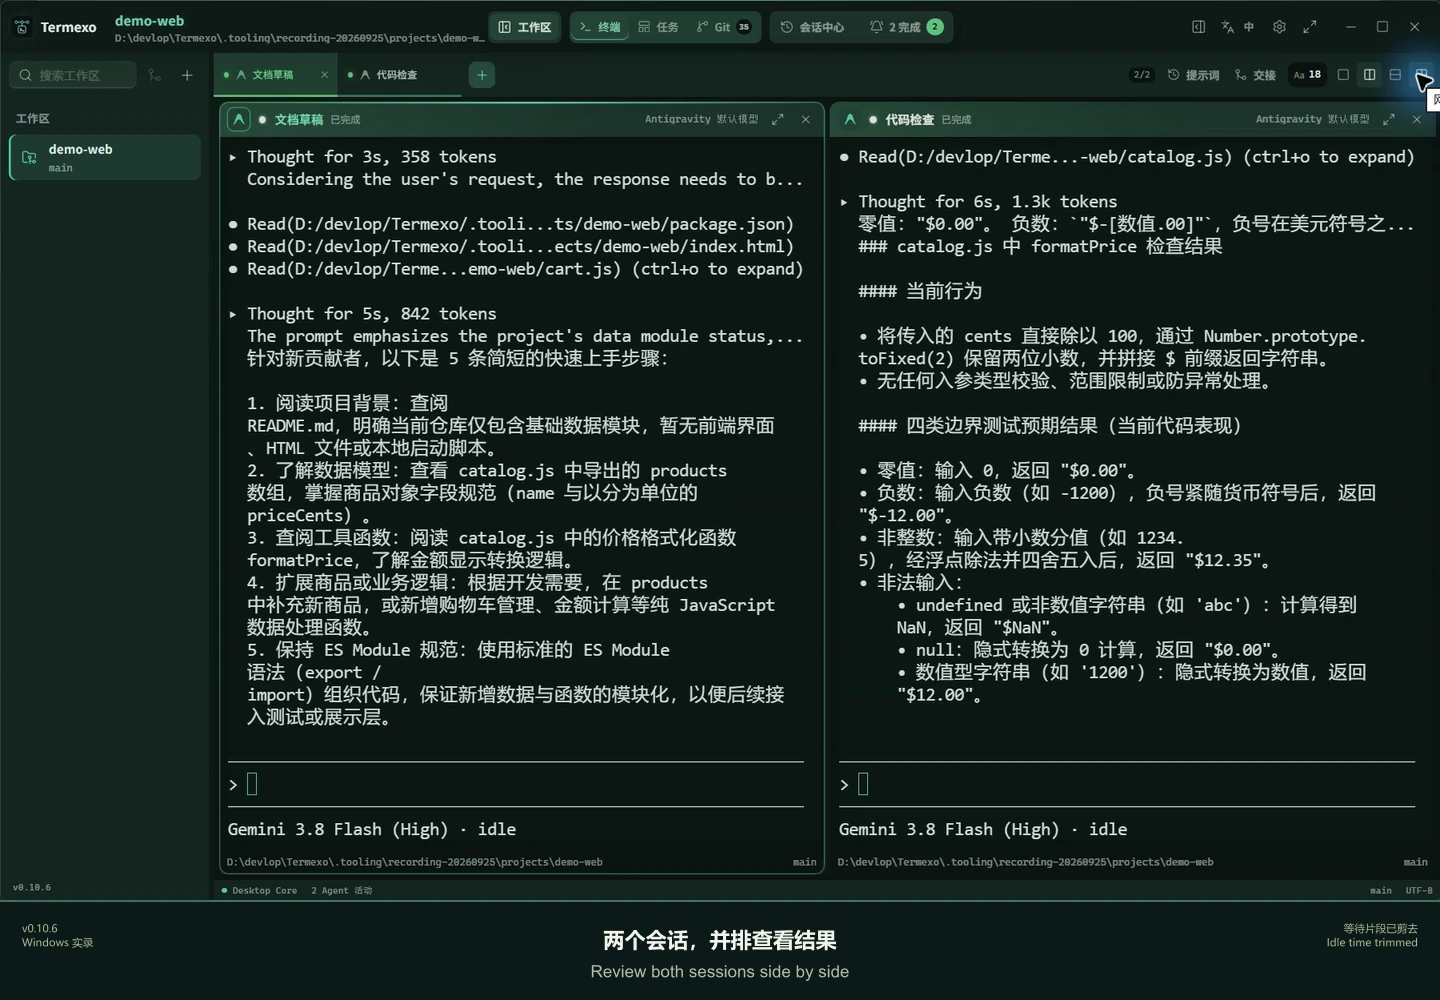 Termexo
demo-web
D:\devlop\Termexo\.tooling\recording-20260925\projects\demo-w…
工作区
终端
任务
Git 35
会话中心
2 完成 2
中
搜索工作区
文档草稿
代码检查
2/2
提示词
交接
Aa 18
工作区
demo-web
main
v0.10.6
文档草稿 已完成
Antigravity 默认模型
Thought for 3s, 358 tokens
Considering the user's request, the response needs to b...
Read(D:/devlop/Termexo/.tooli...ts/demo-web/package.json)
Read(D:/devlop/Termexo/.tooli...ects/demo-web/index.html)
Read(D:/devlop/Terme...emo-web/cart.js) (ctrl+o to expand)
Thought for 5s, 842 tokens
The prompt emphasizes the project's data module status,...
针对新贡献者，以下是 5 条简短的快速上手步骤：
1. 阅读项目背景：查阅
README.md，明确当前仓库仅包含基础数据模块，暂无前端界面
、HTML 文件或本地启动脚本。
2. 了解数据模型：查看 catalog.js 中导出的 products
数组，掌握商品对象字段规范（name 与以分为单位的
priceCents）。
3. 查阅工具函数：阅读 catalog.js 中的价格格式化函数
formatPrice，了解金额显示转换逻辑。
4. 扩展商品或业务逻辑：根据开发需要，在 products
中补充新商品，或新增购物车管理、金额计算等纯 JavaScript
数据处理函数。
5. 保持 ES Module 规范：使用标准的 ES Module
语法（export /
import）组织代码，保证新增数据与函数的模块化，以便后续接
入测试或展示层。
>
Gemini 3.8 Flash (High) · idle
D:\devlop\Termexo\.tooling\recording-20260925\projects\demo-web
main
代码检查 已完成
Antigravity 默认模型
Read(D:/devlop/Terme...-web/catalog.js) (ctrl+o to expand)
Thought for 6s, 1.3k tokens
零值："$0.00"。 负数：`"$-[数值.00]"`，负号在美元符号之...
### catalog.js 中 formatPrice 检查结果
#### 当前行为
• 将传入的 cents 直接除以 100，通过 Number.prototype.
toFixed(2) 保留两位小数，并拼接 $ 前缀返回字符串。
• 无任何入参类型校验、范围限制或防异常处理。
#### 四类边界测试预期结果（当前代码表现）
• 零值：输入 0，返回 "$0.00"。
• 负数：输入负数（如 -1200），负号紧随货币符号后，返回
"$-12.00"。
• 非整数：输入带小数分值（如 1234.
5），经浮点除法并四舍五入后，返回 "$12.35"。
• 非法输入：
• undefined 或非数值字符串（如 'abc'）：计算得到
NaN，返回 "$NaN"。
• null：隐式转换为 0 计算，返回 "$0.00"。
• 数值型字符串（如 '1200'）：隐式转换为数值，返回
"$12.00"。
>
Gemini 3.8 Flash (High) · idle
D:\devlop\Termexo\.tooling\recording-20260925\projects\demo-web
main
Desktop Core
2 Agent 活动
main
UTF-8
v0.10.6
Windows 实录
两个会话，并排查看结果
Review both sessions side by side
等待片段已剪去
Idle time trimmed